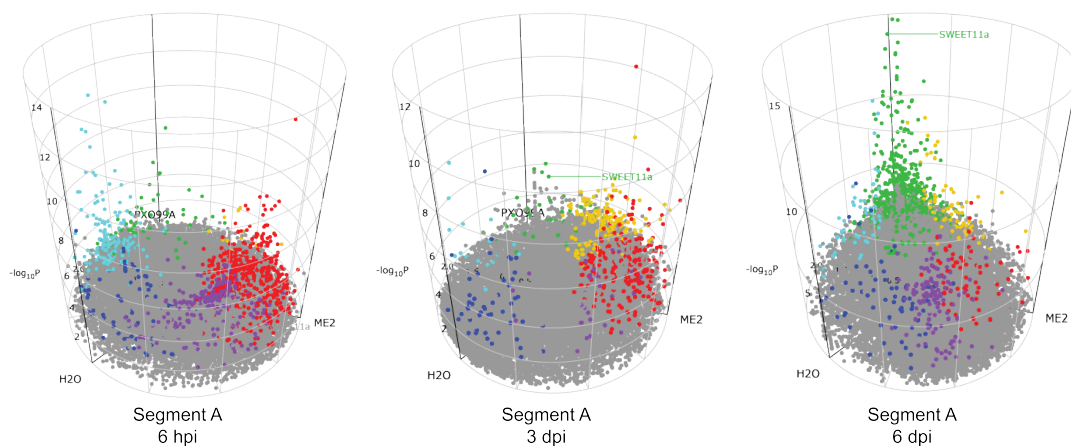 14
12
10
8
6
4
2
-log10P
PXO99A
ME2
H2O
Segment A
6 hpi
12
10
8
6
4
2
-log10P
SWEET11a
ME2
H2O
Segment A
3 dpi
15
10
5
-log10P
SWEET11a
ME2
H2O
Segment A
6 dpi